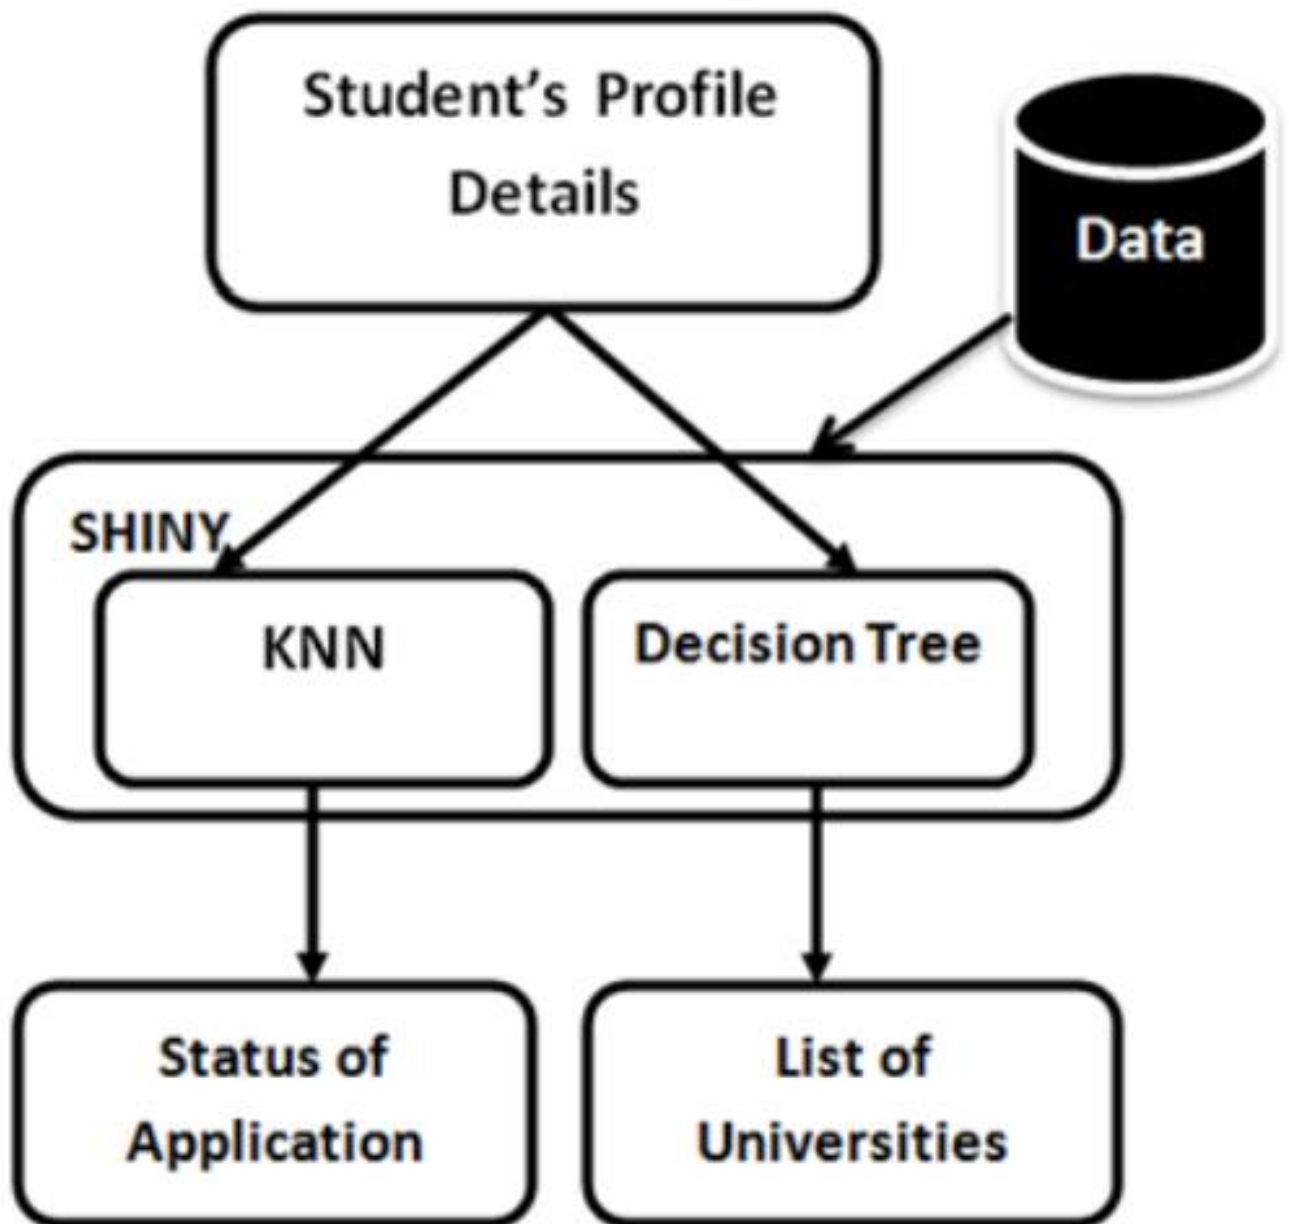 Student’s Profile
Details
Data
SHINY
KNN
Decision Tree
Status of
Application
List of
Universities